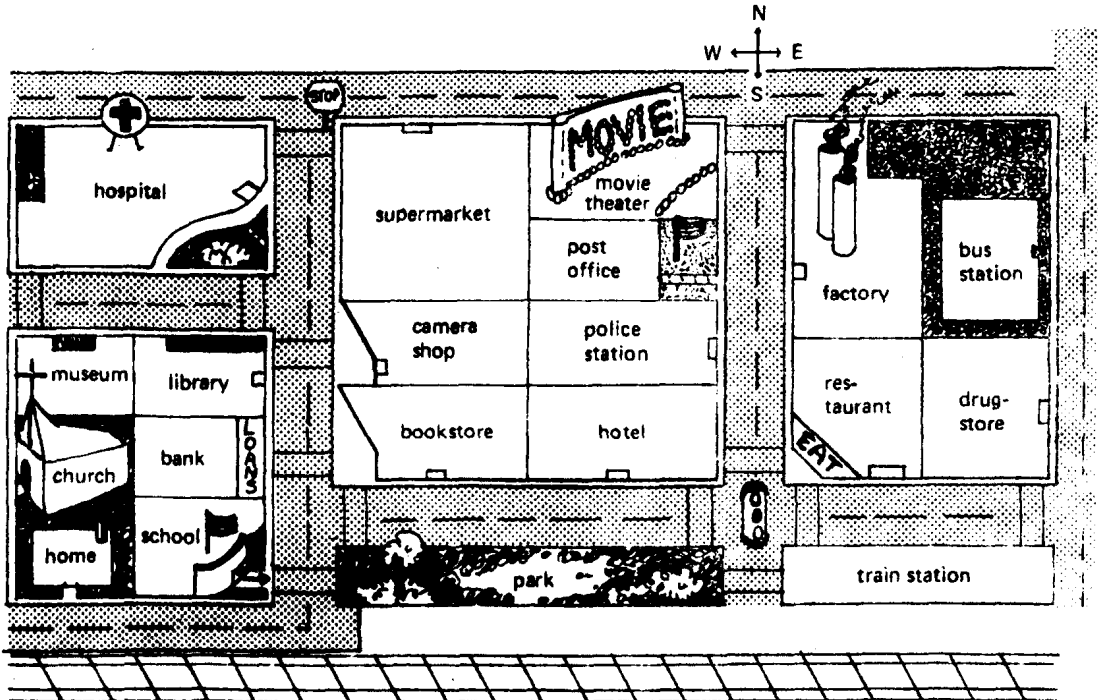 N
W E
S
STOP
MOVIE
hospital
movie
theater
supermarket
post
office
bus
station
factory
camera
shop
police
station
museum
library
res-
taurant
drug-
store
bookstore
hotel
EAT
church
bank
LOANS
school
home
park
train station